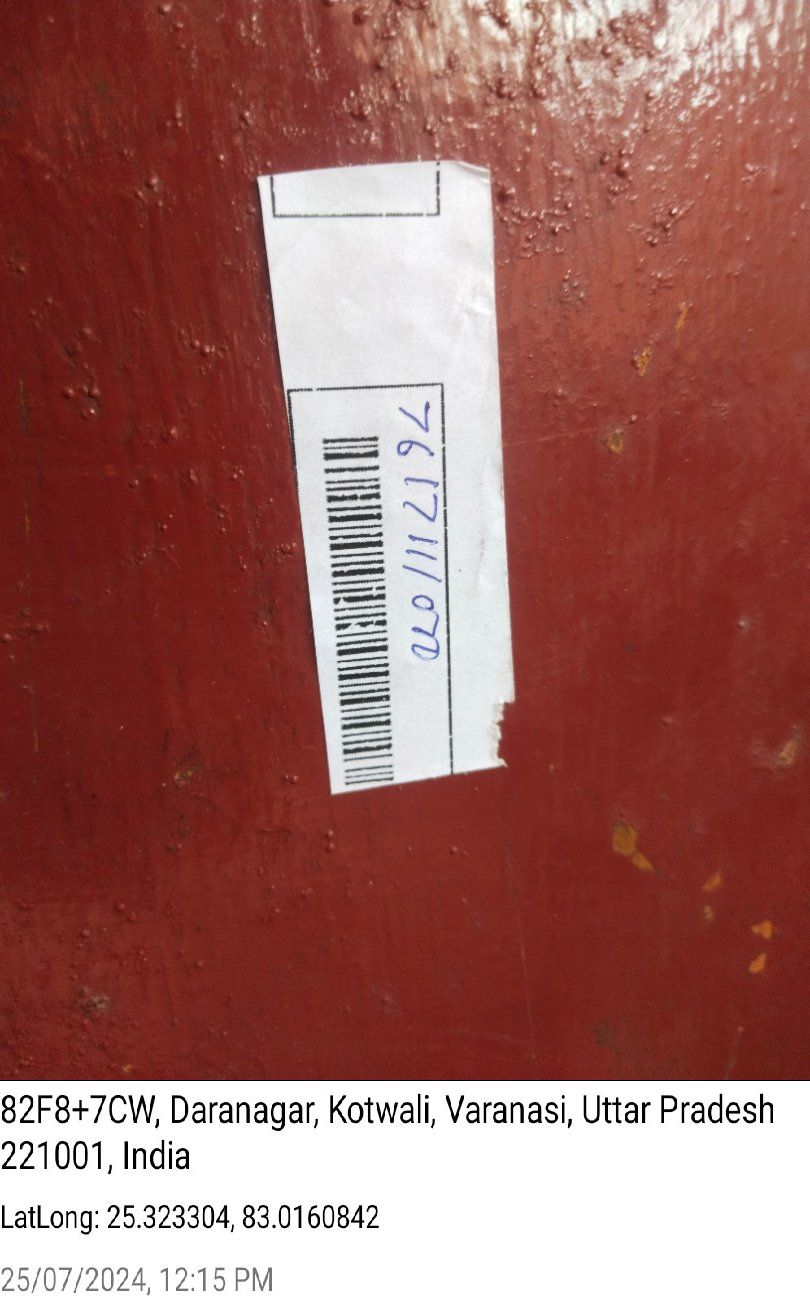 82F8+7CW, Daranagar, Kotwali, Varanasi, Uttar Pradesh
221001, India
LatLong: 25.323304, 83.0160842
25/07/2024, 12:15 PM